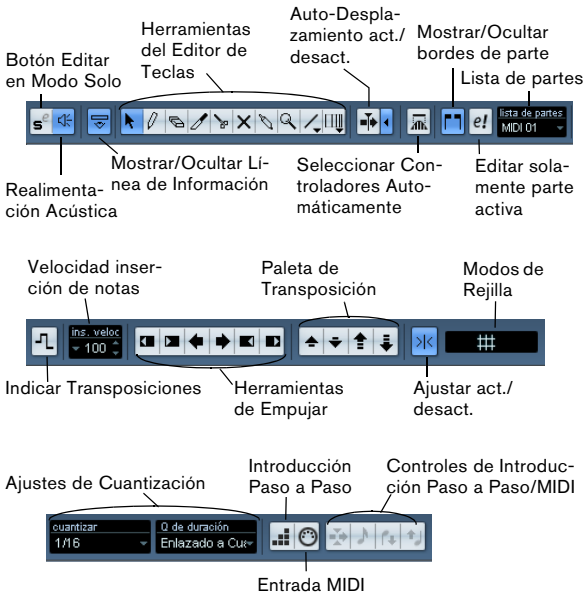 Herramientas
del Editor de
Teclas
Auto-Despla-
zamiento act./
desact.
Mostrar/Ocultar
bordes de parte
Lista de partes
Botón Editar
en Modo Solo
lista de partes
MIDI 01
s e
e!
Realimenta-
ción Acústica
Mostrar/Ocultar Lí-
nea de Información
Seleccionar Con-
troladores Auto-
máticamente
Editar sola-
mente parte
activa
Velocidad inser-
ción de notas
Paleta de
Transposición
Modos de
Rejilla
ins. veloc
100
Indicar Transposiciones
Herramientas
de Empujar
Ajustar act./
desact.
Ajustes de Cuantización
Introducción
Paso a Paso
Controles de Introduc-
ción Paso a Paso/MIDI
cuantizar
1/16
Q de duración
Enlazado a Cua
Entrada MIDI